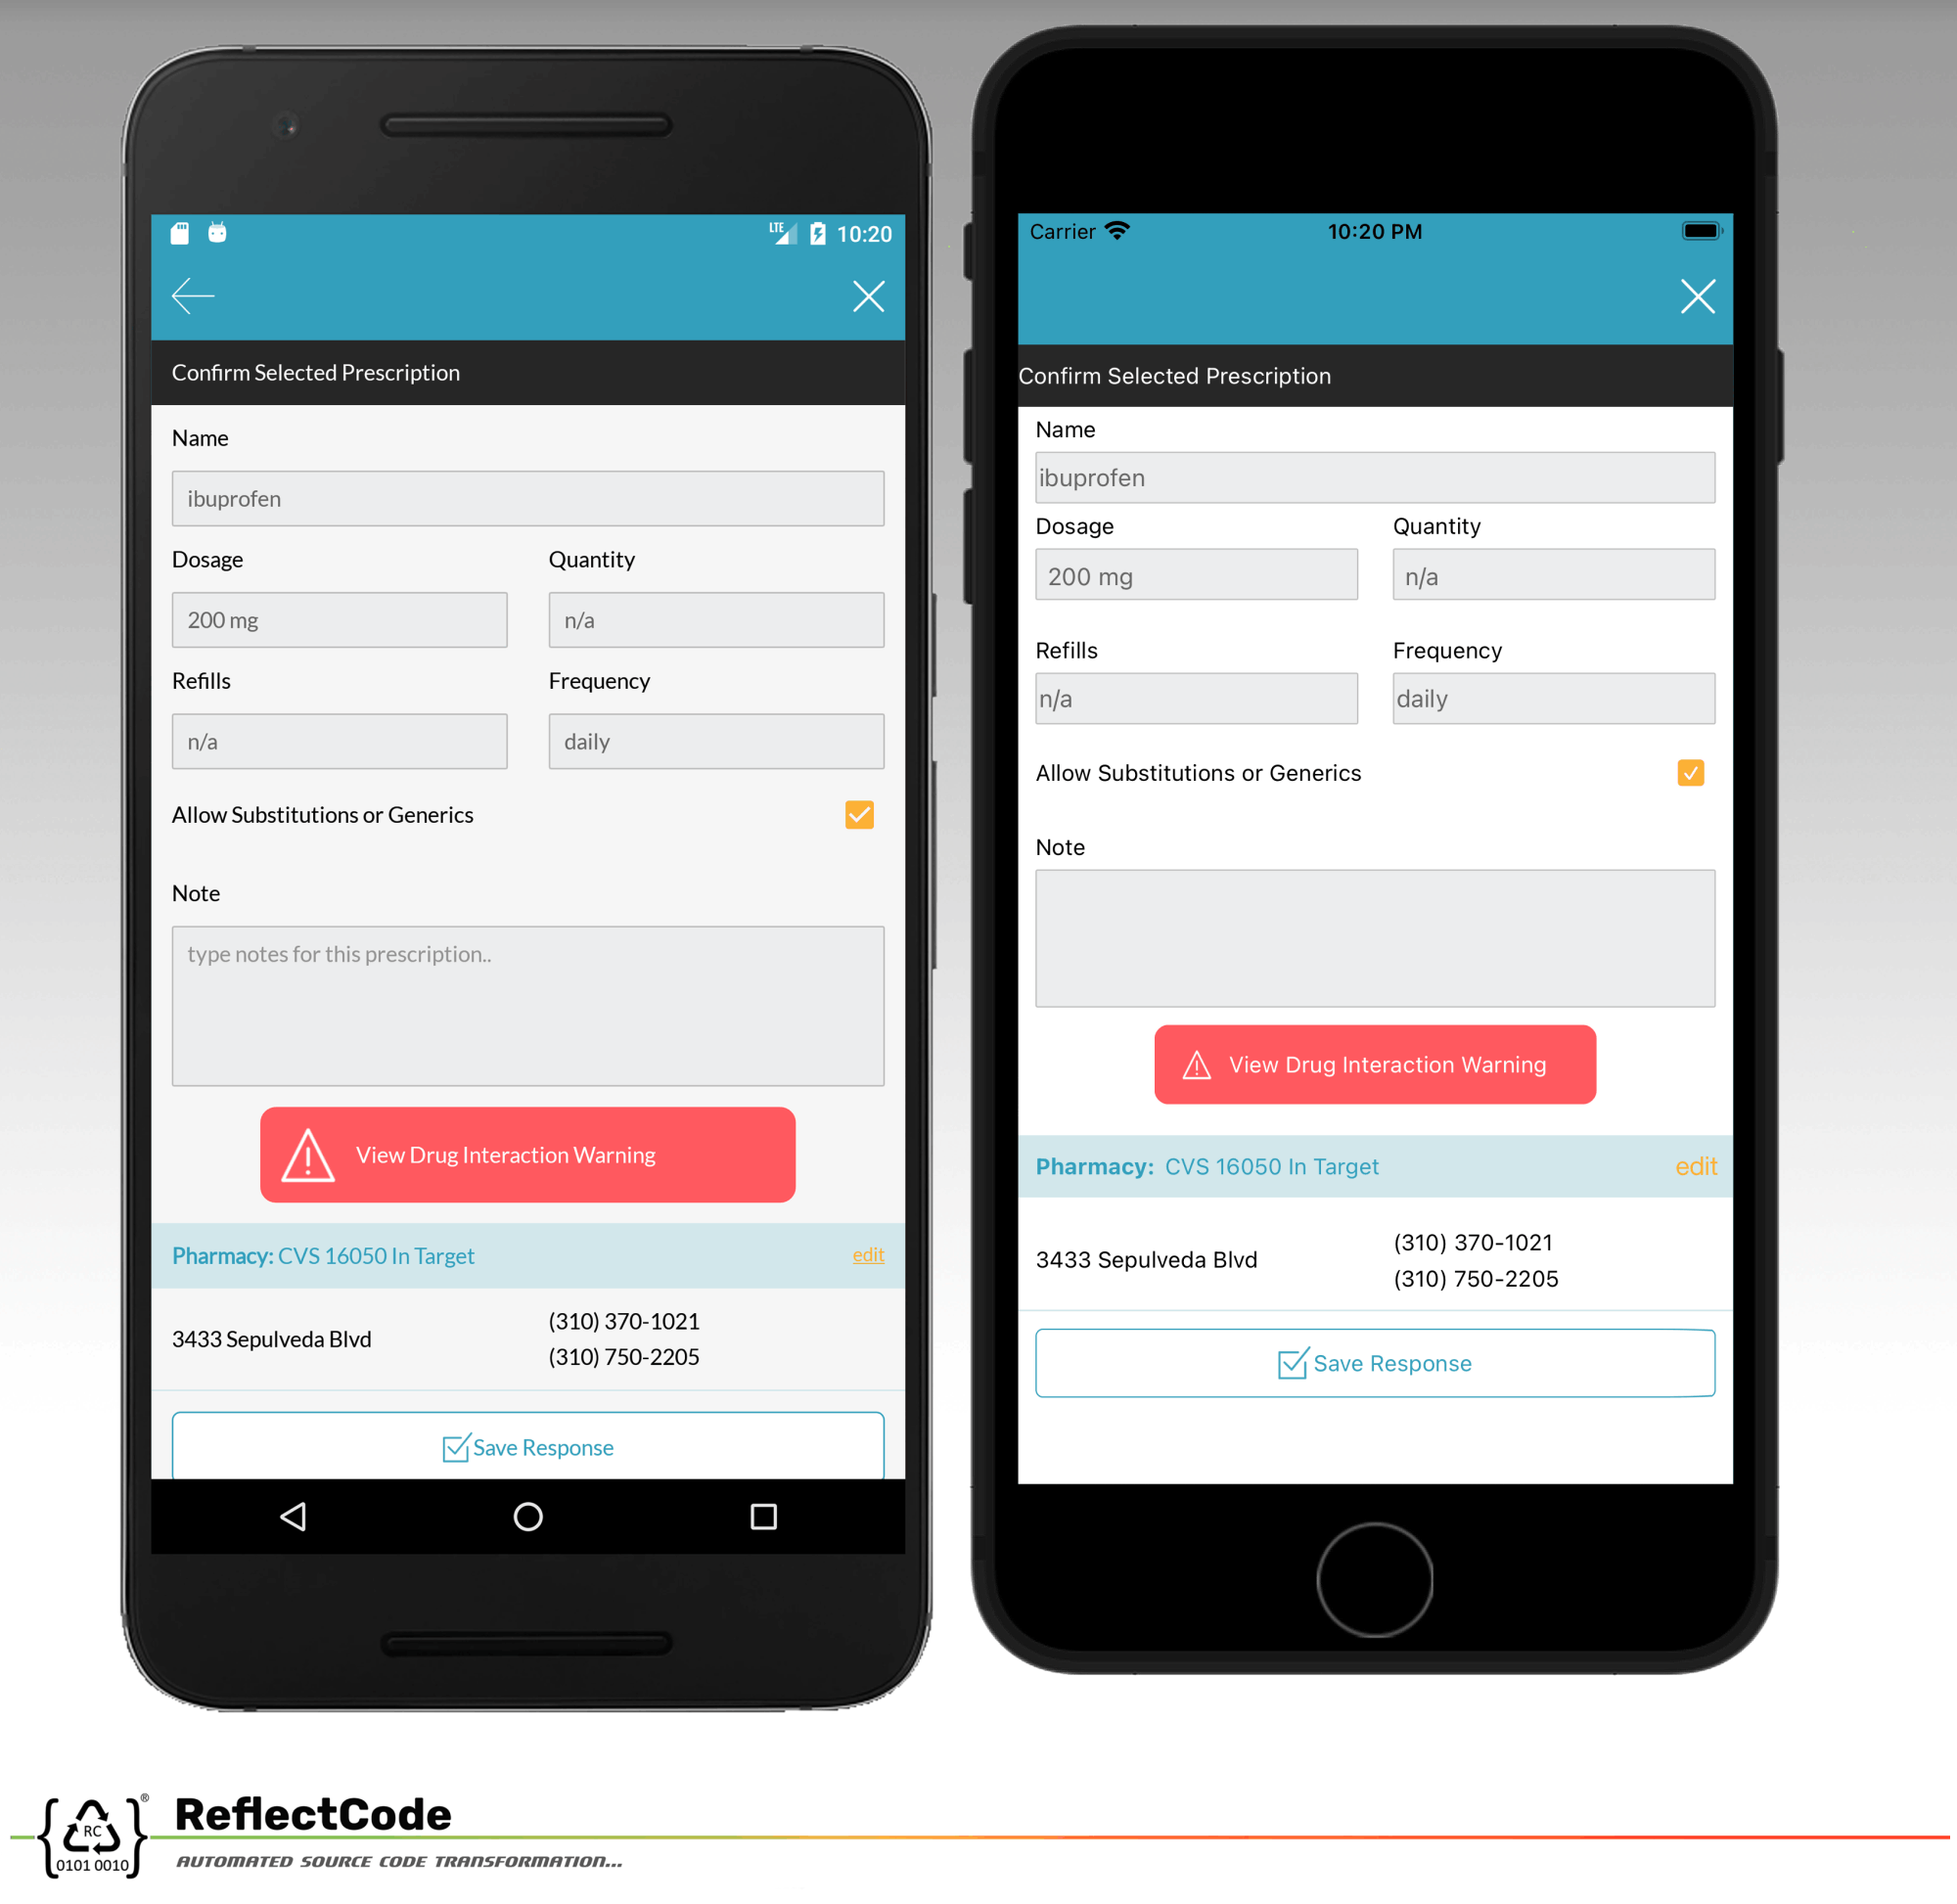 LTE 10:20
Confirm Selected Prescription
Name
ibuprofen
Dosage Quantity
200 mg n/a
Refills Frequency
n/a daily
Allow Substitutions or Generics
Note
type notes for this prescription..
View Drug Interaction Warning
Pharmacy: CVS 16050 In Target edit
(310) 370-1021
3433 Sepulveda Blvd
(310) 750-2205
Save Response
Carrier 10:20 PM
Confirm Selected Prescription
Name
ibuprofen
Dosage Quantity
200 mg n/a
Refills Frequency
n/a daily
Allow Substitutions or Generics
Note
View Drug Interaction Warning
Pharmacy: CVS 16050 In Target edit
(310) 370-1021
3433 Sepulveda Blvd
(310) 750-2205
Save Response
RC
0101 0010
®
ReflectCode
AUTOMATED SOURCE CODE TRANSFORMATION...